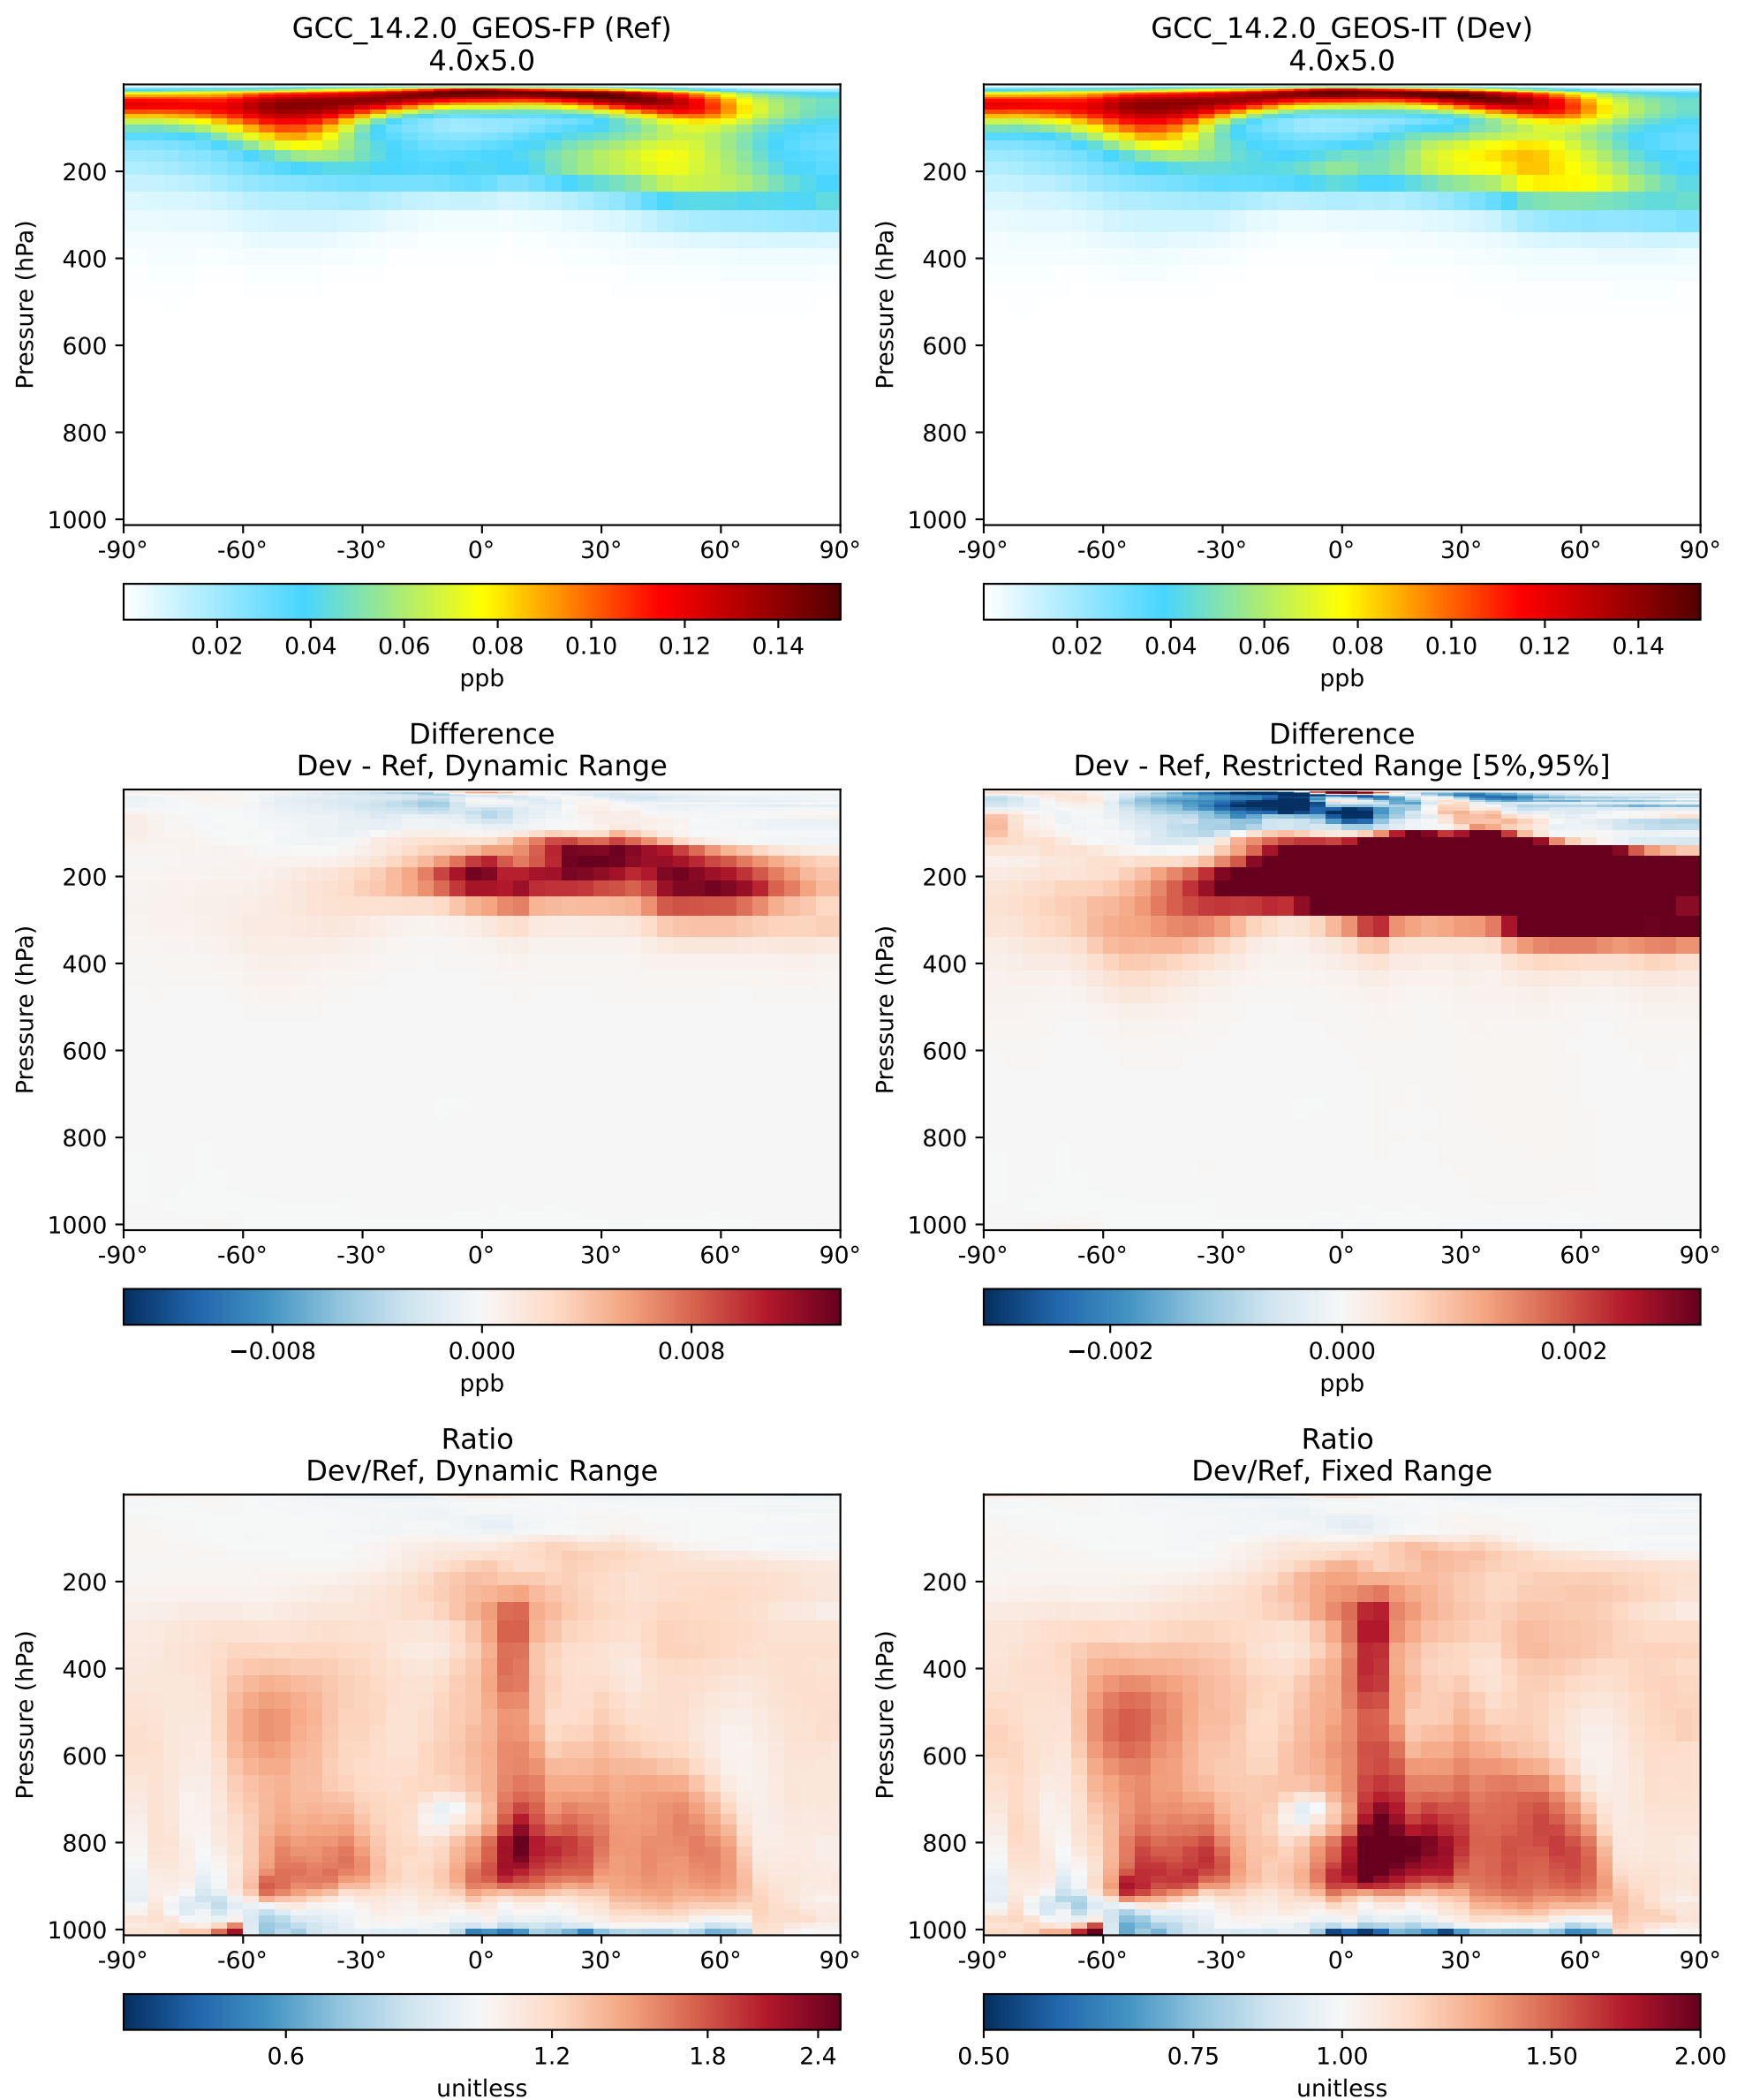 GCC_14.2.0_GEOS-FP (Ref)
4.0x5.0
GCC_14.2.0_GEOS-IT (Dev)
4.0x5.0
Pressure (hPa)
200
400
600
800
1000
-90° -60° -30° 0° 30° 60° 90°
0.02 0.04 0.06 0.08 0.10 0.12 0.14
ppb
Pressure (hPa)
200
400
600
800
1000
-90° -60° -30° 0° 30° 60° 90°
0.02 0.04 0.06 0.08 0.10 0.12 0.14
ppb
Difference
Dev - Ref, Dynamic Range
Difference
Dev - Ref, Restricted Range [5%,95%]
Pressure (hPa)
200
400
600
800
1000
-90° -60° -30° 0° 30° 60° 90°
−0.008 0.000 0.008
ppb
Pressure (hPa)
200
400
600
800
1000
-90° -60° -30° 0° 30° 60° 90°
−0.002 0.000 0.002
ppb
Ratio
Dev/Ref, Dynamic Range
Ratio
Dev/Ref, Fixed Range
Pressure (hPa)
200
400
600
800
1000
-90° -60° -30° 0° 30° 60° 90°
0.6 1.2 1.8 2.4
unitless
Pressure (hPa)
200
400
600
800
1000
-90° -60° -30° 0° 30° 60° 90°
0.50 0.75 1.00 1.50 2.00
unitless